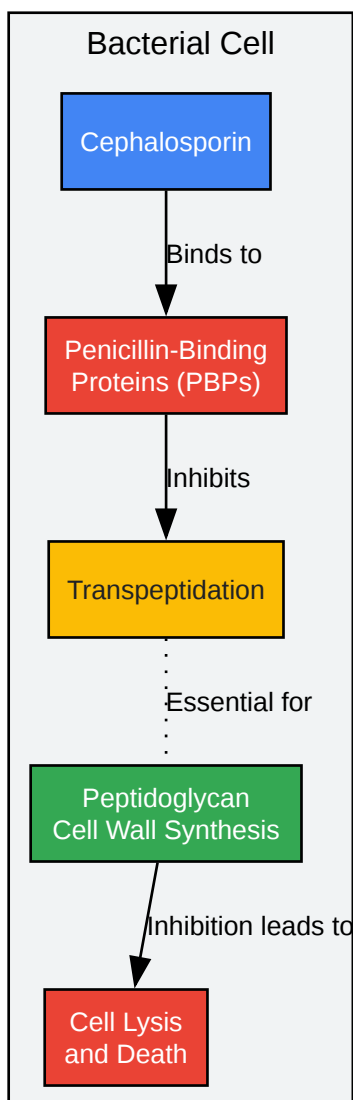 Bacterial Cell
Cephalosporin
Binds to
Penicillin-Binding
Proteins (PBPs)
Inhibits
Transpeptidation
Essential for
Peptidoglycan
Cell Wall Synthesis
Inhibition leads to
Cell Lysis
and Death